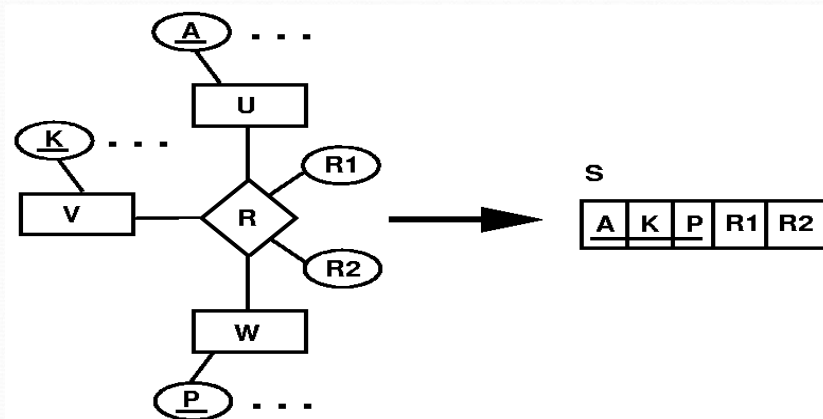 A . . .
U
K . . .
R1
S
V
R
A K P R1 R2
R2
W
P . . .